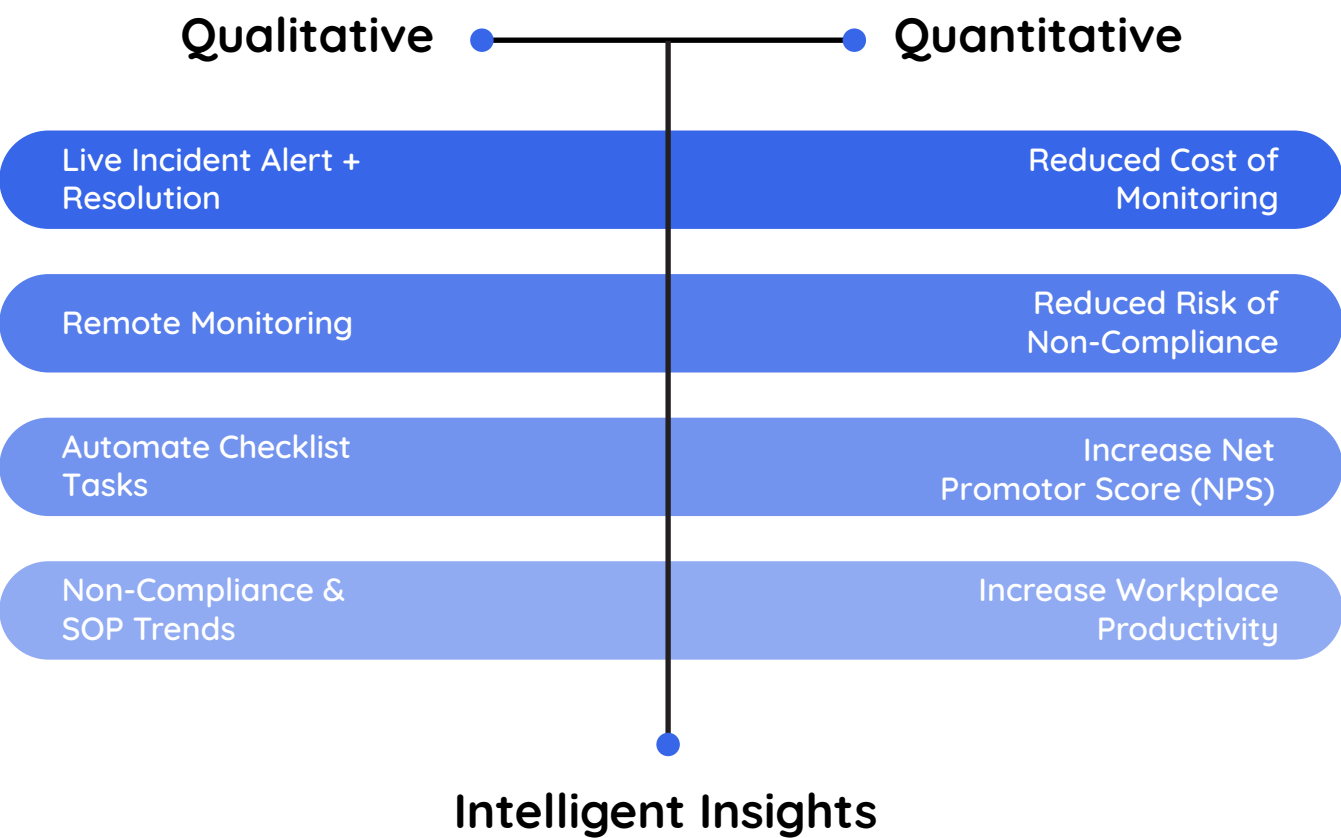 Qualitative
Quantitative
Live Incident Alert +
Resolution
Reduced Cost of
Monitoring
Remote Monitoring
Reduced Risk of
Non-Compliance
Automate Checklist
Tasks
Increase Net
Promotor Score (NPS)
Non-Compliance &
SOP Trends
Increase Workplace
Productivity
Intelligent Insights